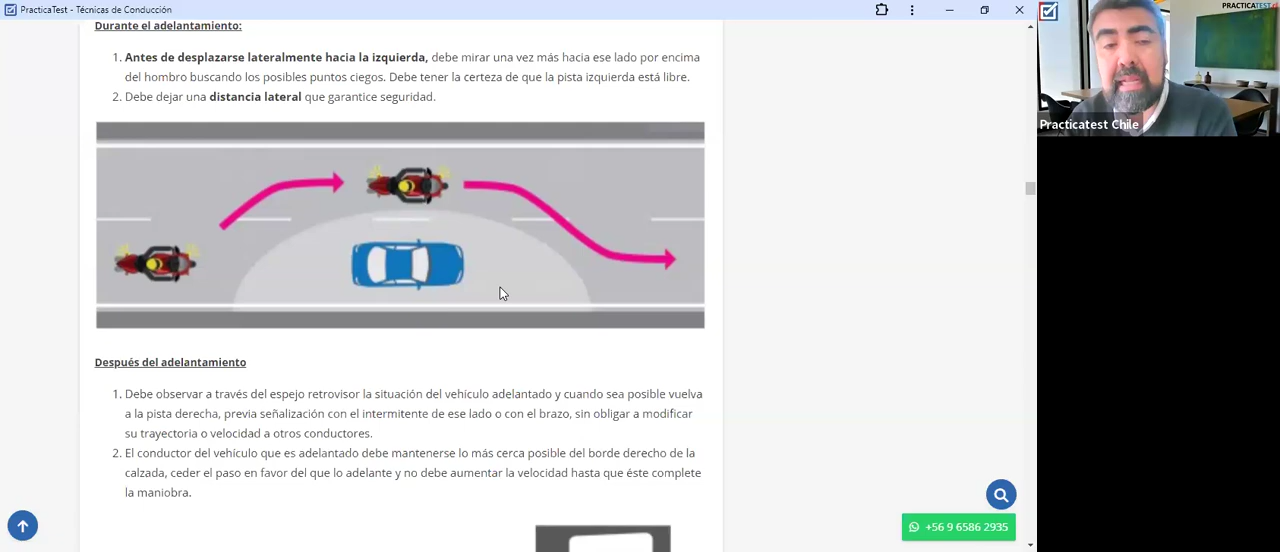 PracticaTest - Técnicas de Conducción
PRACTICATEST.cl
Durante el adelantamiento:
1. Antes de desplazarse lateralmente hacia la izquierda, debe mirar una vez más hacia ese lado por encima
del hombro buscando los posibles puntos ciegos. Debe tener la certeza de que la pista izquierda está libre.
2. Debe dejar una distancia lateral que garantice seguridad.
Practicatest Chile
Después del adelantamiento
1. Debe observar a través del espejo retrovisor la situación del vehículo adelantado y cuando sea posible vuelva
a la pista derecha, previa señalización con el intermitente de ese lado o con el brazo, sin obligar a modificar
su trayectoria o velocidad a otros conductores.
2. El conductor del vehículo que es adelantado debe mantenerse lo más cerca posible del borde derecho de la
calzada, ceder el paso en favor del que lo adelante y no debe aumentar la velocidad hasta que éste complete
la maniobra.
+56 9 6586 2935